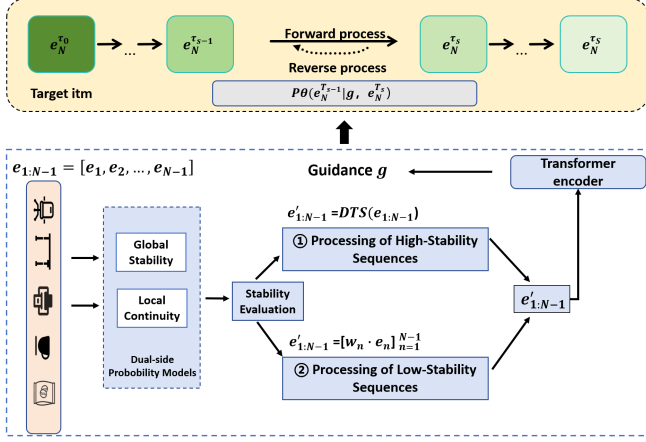 e_N^{τ_0}
...
e_N^{τ_{s-1}}
Forward process
Reverse process
e_N^{τ_s}
...
e_N^{τ_S}
Target itm
Pθ(e_N^{T_{s-1}}|g, e_N^{T_s})
e_{1:N-1} = [e_1, e_2, ..., e_{N-1}]
Guidance g
Transformer
encoder
e'_{1:N-1} =DTS(e_{1:N-1})
① Processing of High-Stability
Sequences
Global
Stability
Local
Continuity
Dual-side
Probobility Models
Stability
Evaluation
e'_{1:N-1}
e'_{1:N-1} =[w_n · e_n]_{n=1}^{N-1}
② Processing of Low-Stability
Sequences